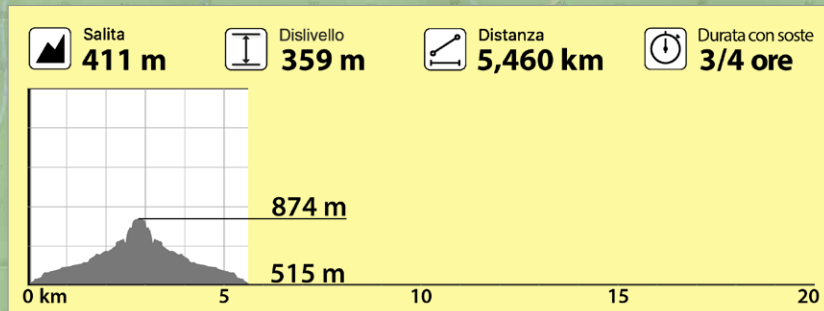 Salita
411 m
Dislivello
359 m
Distanza
5,460 km
Durata con soste
3/4 ore
874 m
515 m
0 km 5 10 15 20